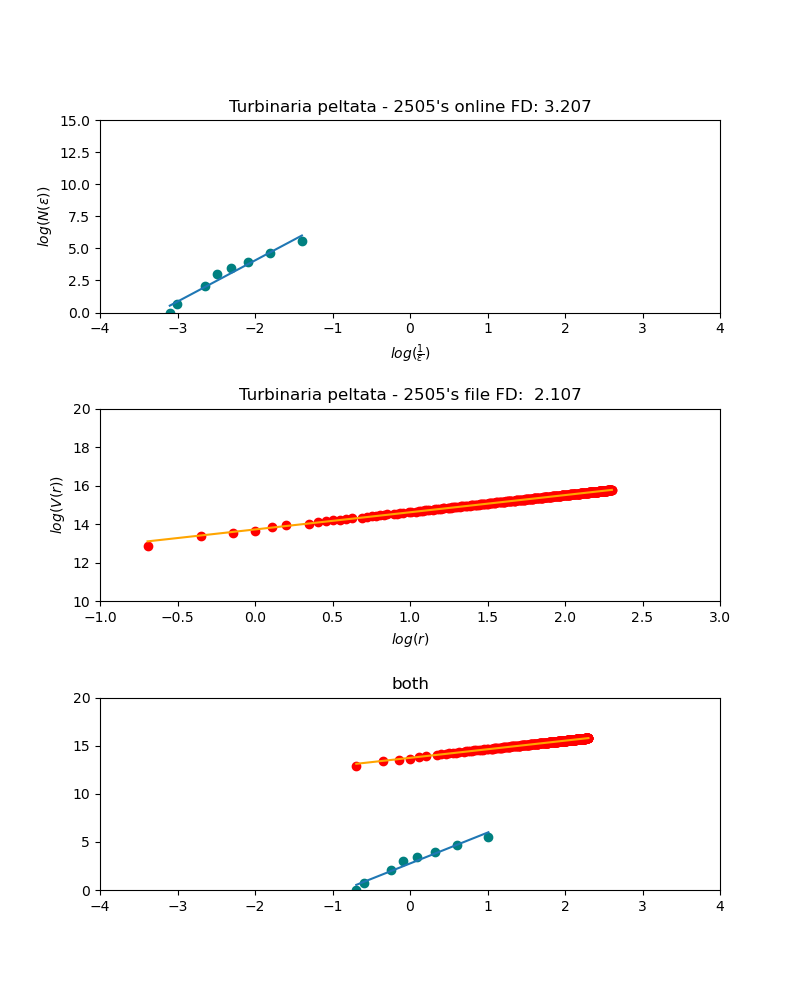 Turbinaria peltata - 2505's online FD: 3.207
15.0
12.5
10.0
7.5
5.0
2.5
0.0
log(N(ε))
−4 −3 −2 −1 0 1 2 3 4
log(1/ε)
Turbinaria peltata - 2505's file FD:  2.107
20
18
16
14
12
10
log(V(r))
−1.0 −0.5 0.0 0.5 1.0 1.5 2.0 2.5 3.0
log(r)
both
20
15
10
5
0
−4 −3 −2 −1 0 1 2 3 4